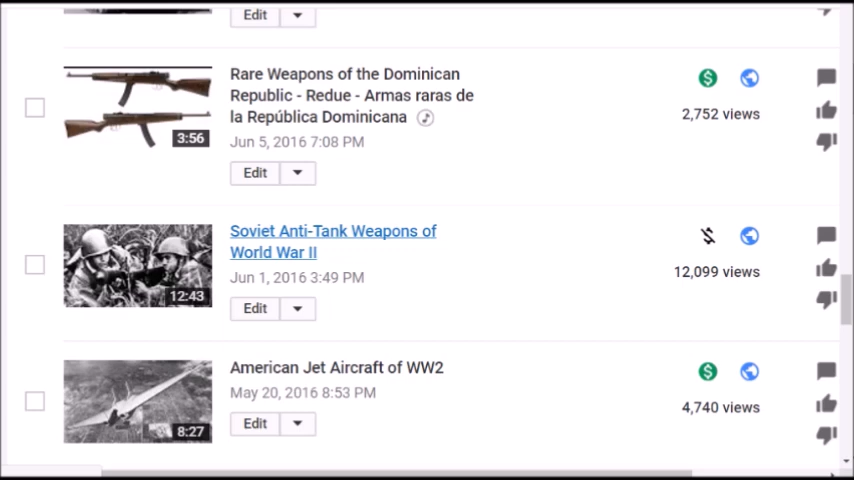 Edit
Rare Weapons of the Dominican
Republic - Redue - Armas raras de
la República Dominicana
Jun 5, 2016 7:08 PM
2,752 views
3:56
Edit
Soviet Anti-Tank Weapons of
World War II
Jun 1, 2016 3:49 PM
12,099 views
12:43
Edit
American Jet Aircraft of WW2
May 20, 2016 8:53 PM
4,740 views
8:27
Edit